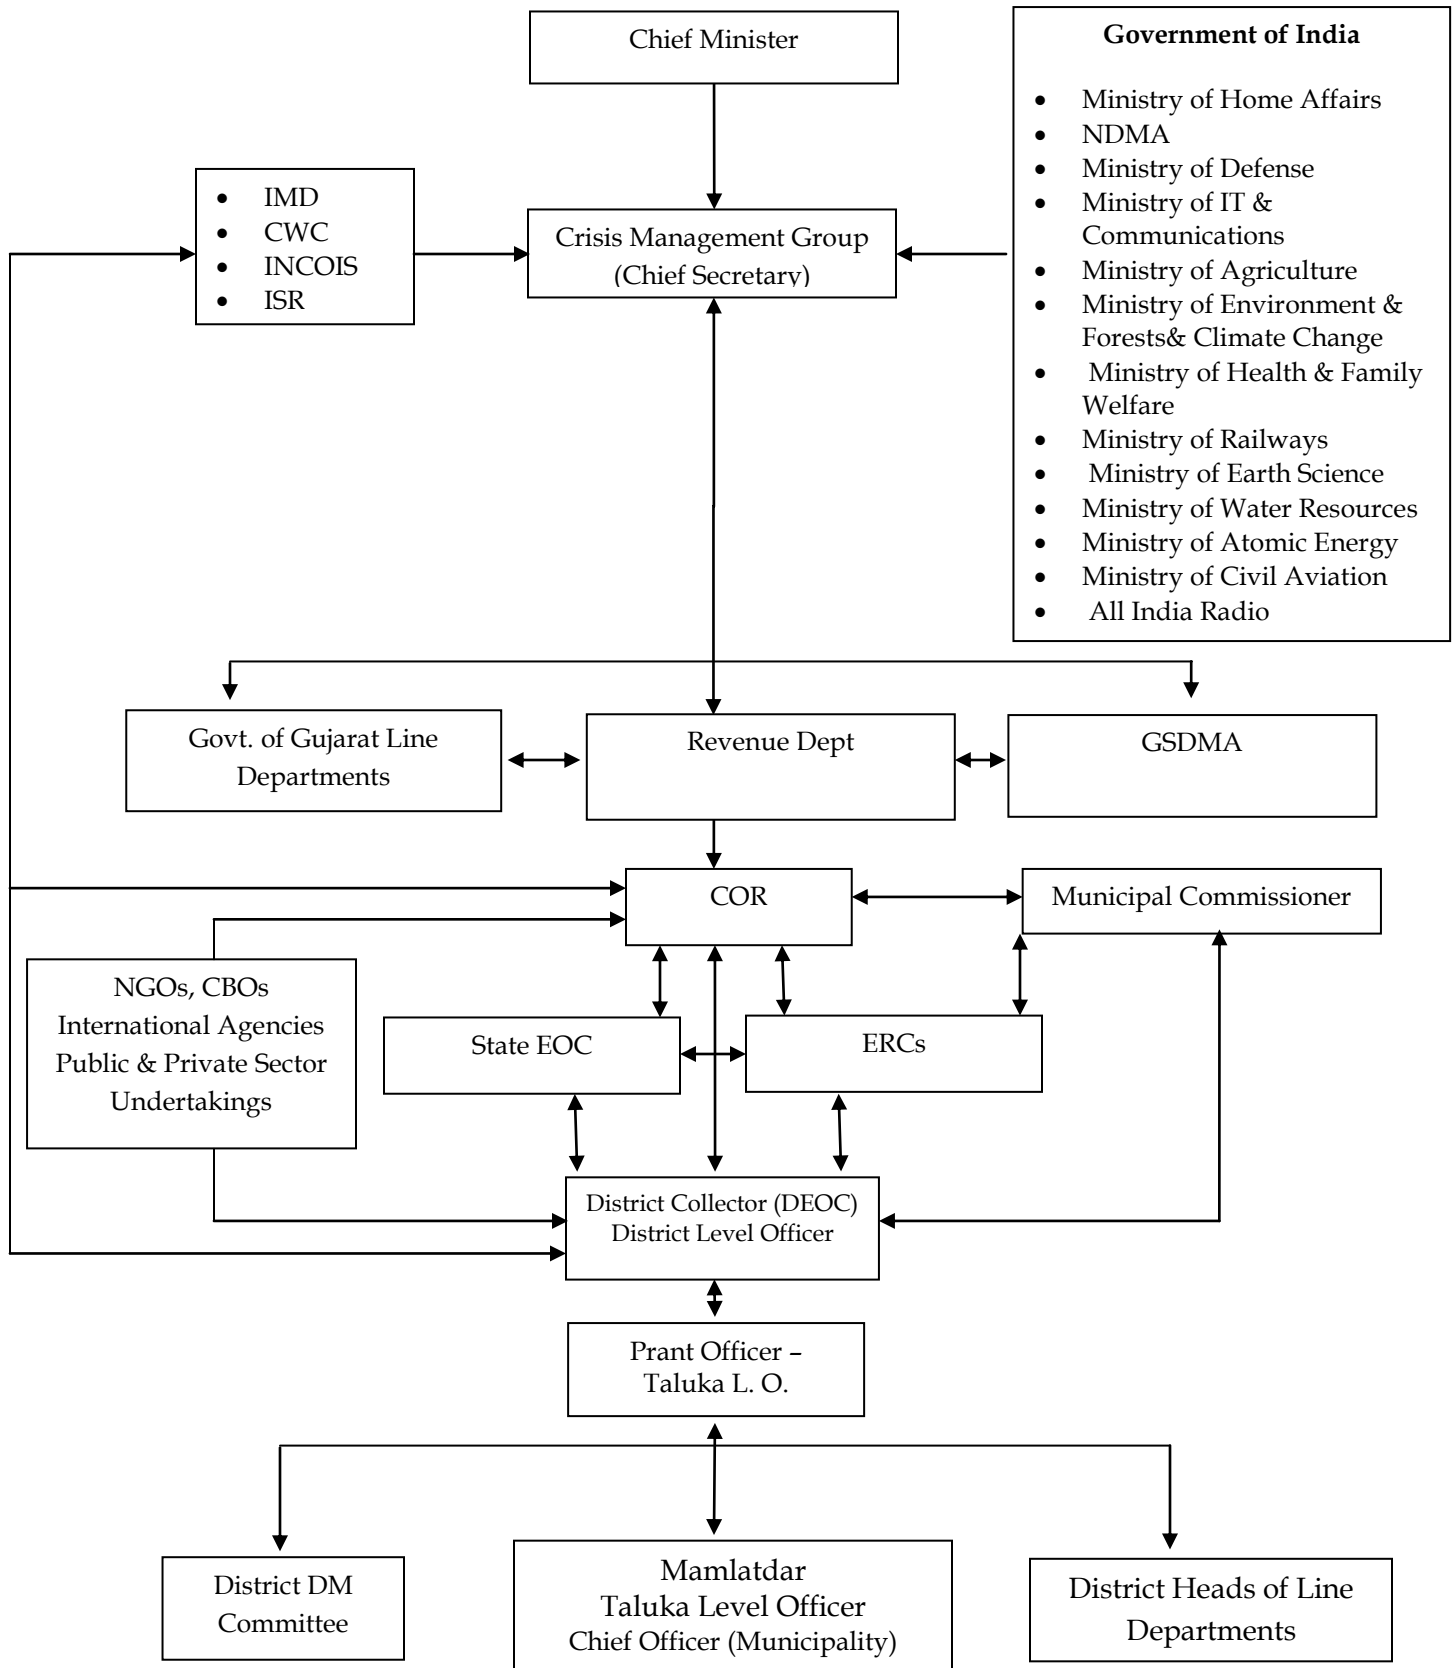 Chief Minister
Government of India
• Ministry of Home Affairs
• NDMA
• Ministry of Defense
• Ministry of IT &
Communications
• Ministry of Agriculture
• Ministry of Environment &
Forests& Climate Change
• Ministry of Health & Family
Welfare
• Ministry of Railways
• Ministry of Earth Science
• Ministry of Water Resources
• Ministry of Atomic Energy
• Ministry of Civil Aviation
• All India Radio
• IMD
• CWC
• INCOIS
• ISR
Crisis Management Group
(Chief Secretary)
Govt. of Gujarat Line
Departments
Revenue Dept
GSDMA
COR
Municipal Commissioner
NGOs, CBOs
International Agencies
Public & Private Sector
Undertakings
State EOC
ERCs
District Collector (DEOC)
District Level Officer
Prant Officer –
Taluka L. O.
District DM
Committee
Mamlatdar
Taluka Level Officer
Chief Officer (Municipality)
District Heads of Line
Departments